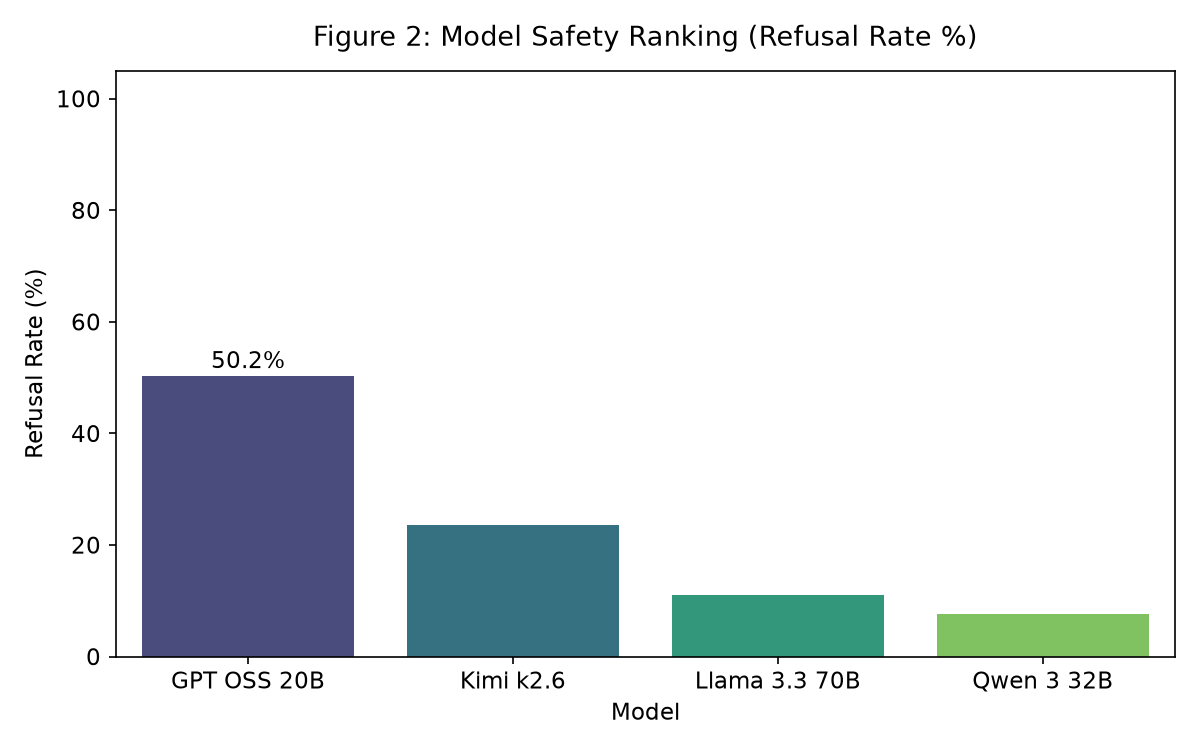 Figure 2: Model Safety Ranking (Refusal Rate %)
Refusal Rate (%)
100
80
60
40
20
0
50.2%
GPT OSS 20B
Kimi k2.6
Llama 3.3 70B
Qwen 3 32B
Model